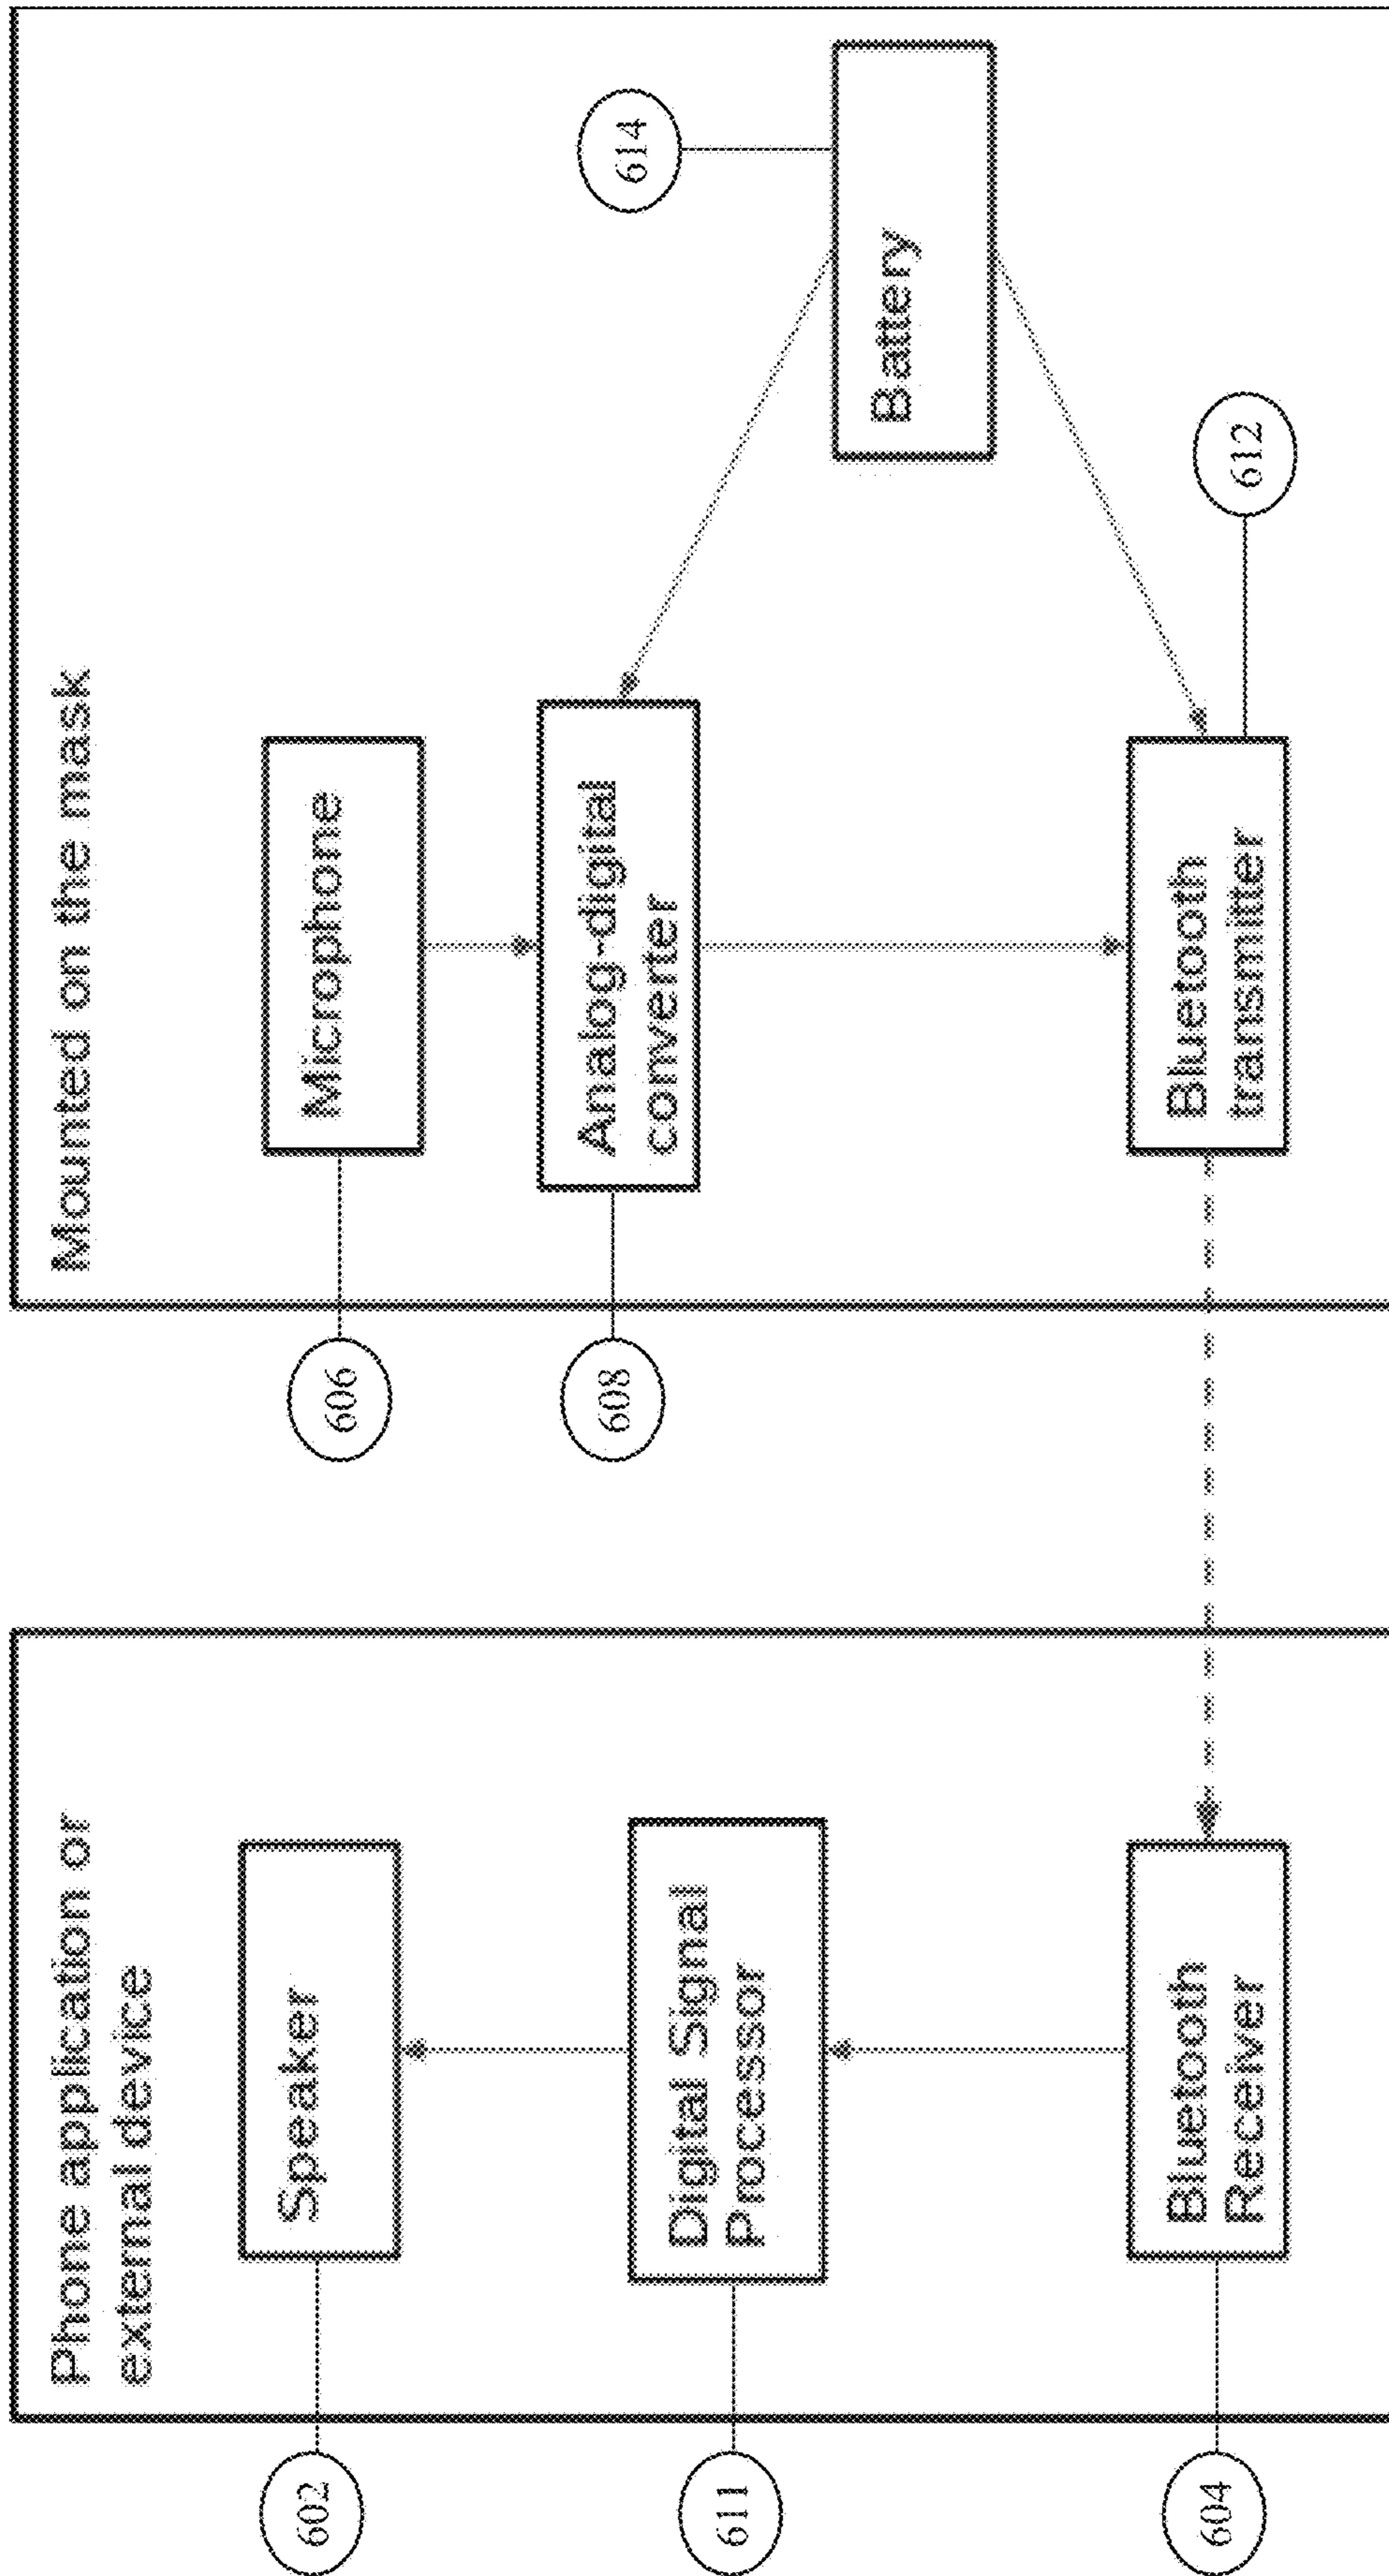 Phone application or
external device
Speaker
602
Digital Signal
Processor
611
Bluetooth
Receiver
604
Mounted on the mask
Microphone
606
Analog-digital
converter
608
Bluetooth
transmitter
612
Battery
614